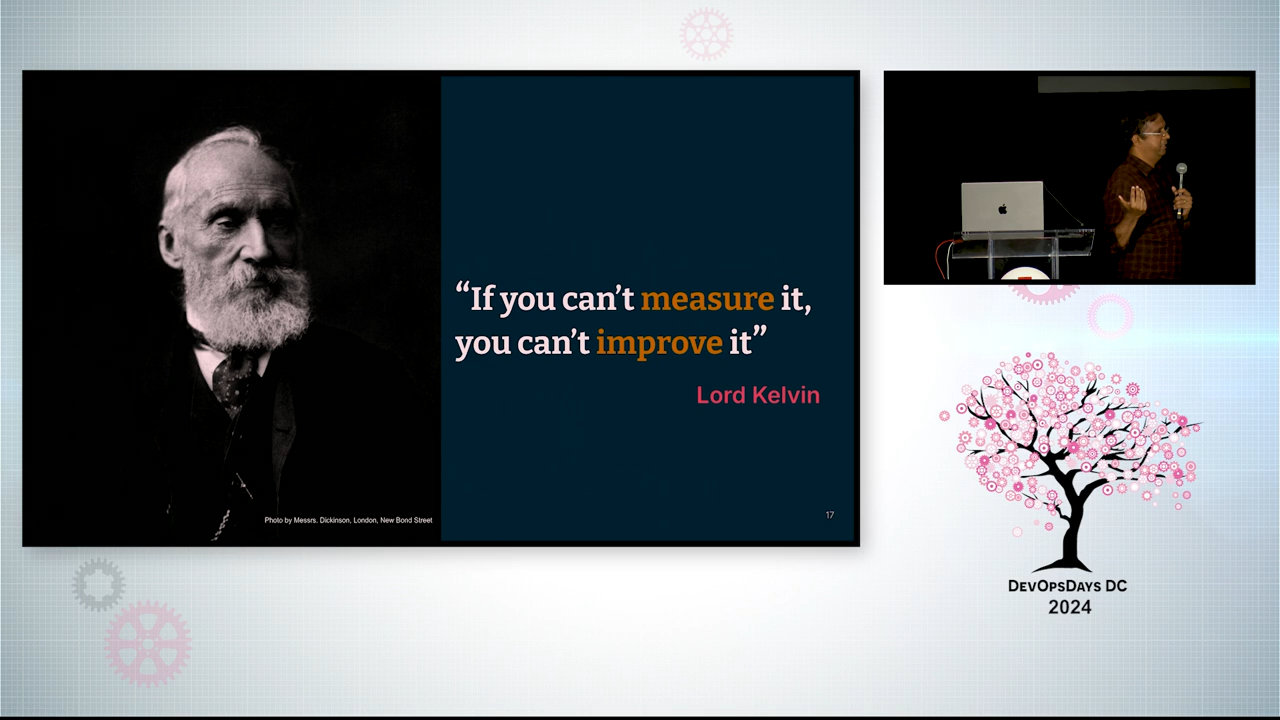 “If you can’t measure it,
you can’t improve it”
Lord Kelvin
Photo by Messrs. Dickinson, London, New Bond Street
17
DevOpsDays DC
2024